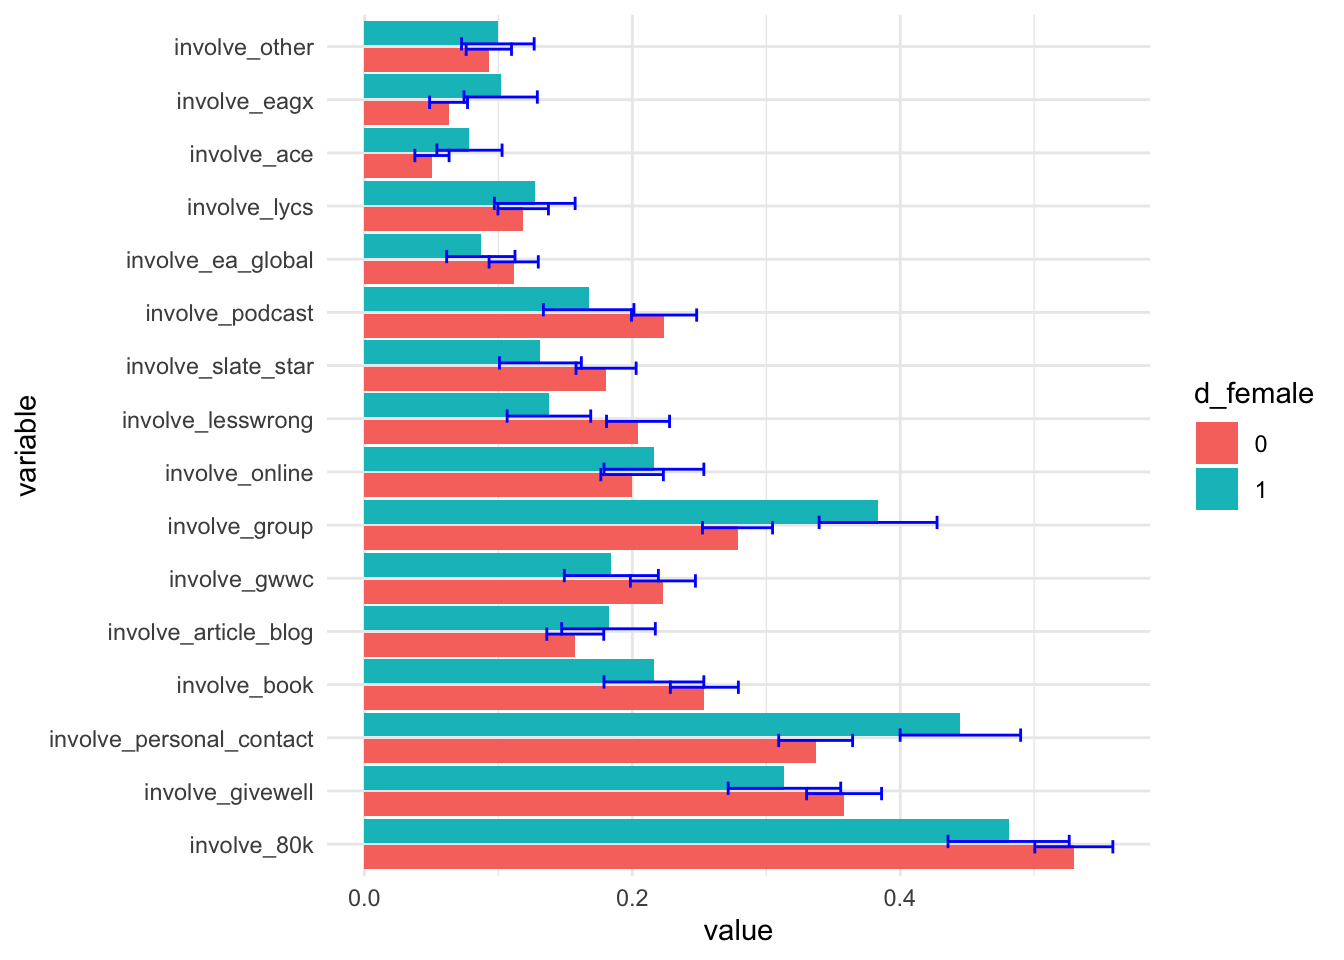 involve_other
involve_eagx
involve_ace
involve_lycs
involve_ea_global
involve_podcast
involve_slate_star
involve_lesswrong
involve_online
involve_group
involve_gwwc
involve_article_blog
involve_book
involve_personal_contact
involve_givewell
involve_80k
variable
0.0 0.2 0.4
value
d_female
0
1